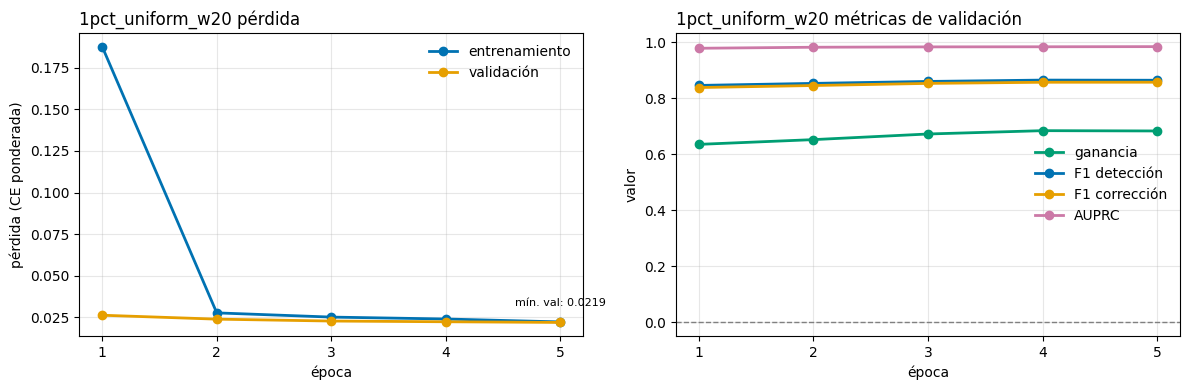 1pct_uniform_w20 pérdida
pérdida (CE ponderada)
0.175
0.150
0.125
0.100
0.075
0.050
0.025
entrenamiento
validación
mín. val: 0.0219
1
2
3
4
5
época
1pct_uniform_w20 métricas de validación
valor
1.0
0.8
0.6
0.4
0.2
0.0
ganancia
F1 detección
F1 corrección
AUPRC
1
2
3
4
5
época